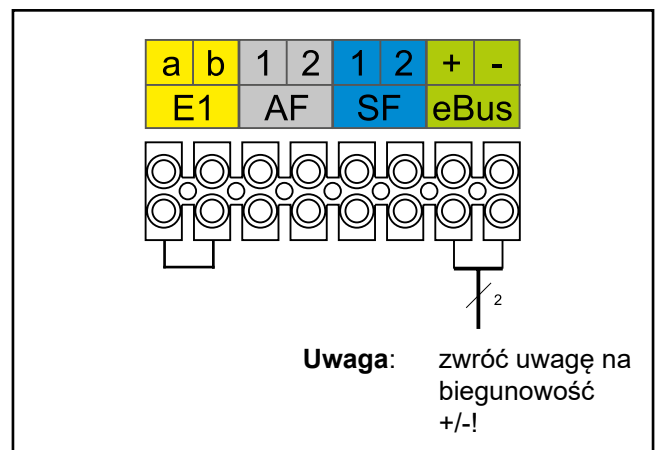 a b 1 2 1 2 + -
E1 AF SF eBus
2
Uwaga: zwróć uwagę na
biegunowość
+/-!